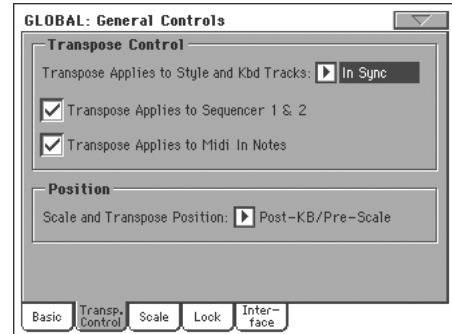 GLOBAL: General Controls
Transpose Control
Transpose Applies to Style and Kbd Tracks: In Sync
Transpose Applies to Sequencer 1 & 2
Transpose Applies to Midi In Notes
Position
Scale and Transpose Position: Post-KB/Pre-Scale
Basic
Transp.
Control
Scale
Lock
Inter-
face